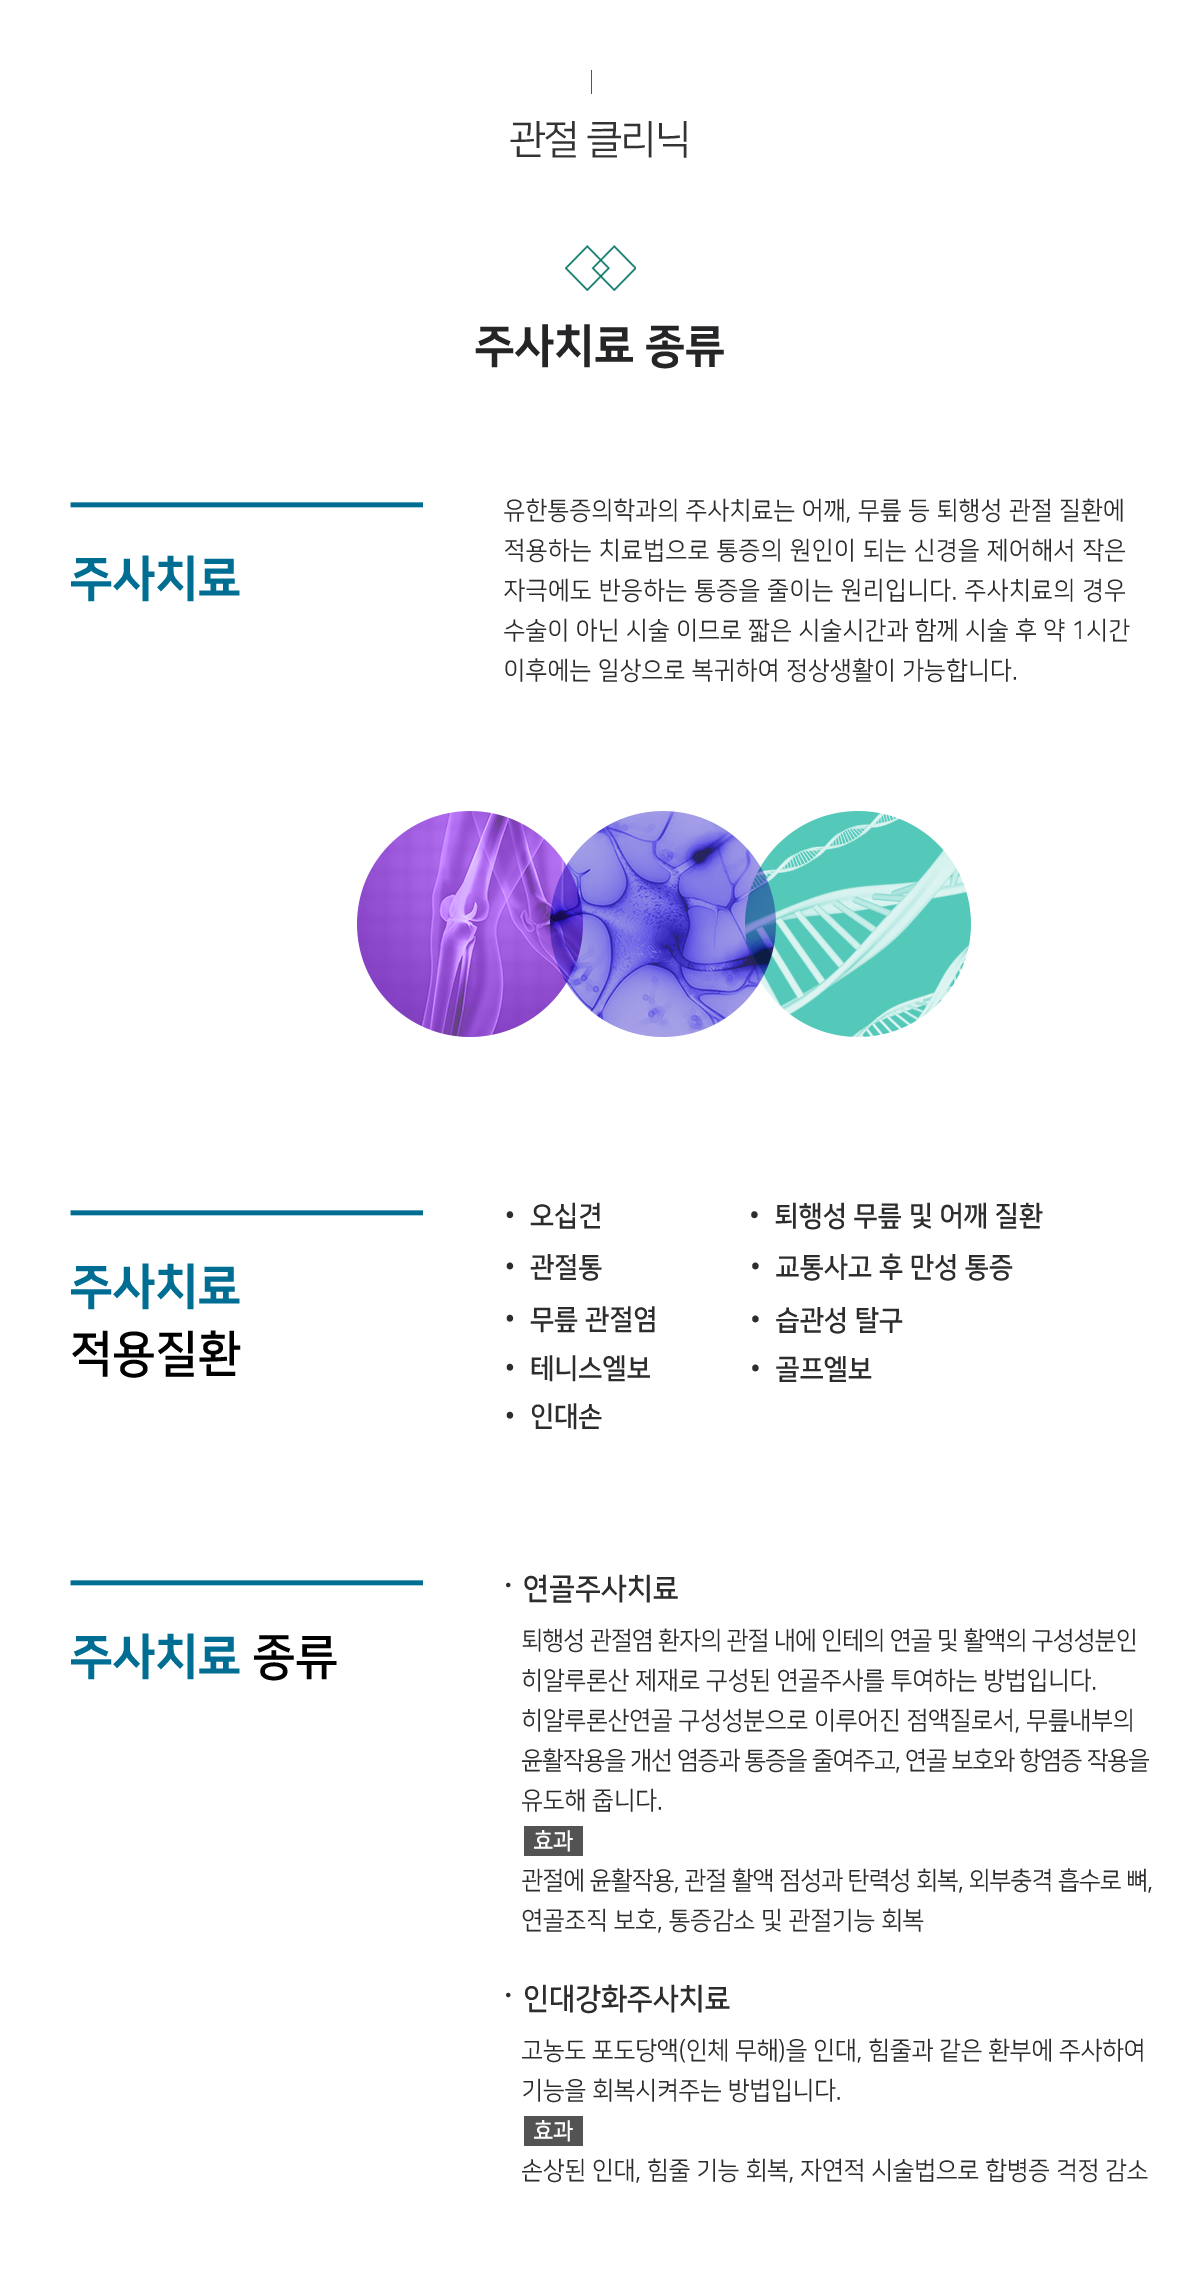 관절 클리닉
주사치료 종류
주사치료
유한통증의학과의 주사치료는 어깨, 무릎 등 퇴행성 관절 질환에
적용하는 치료법으로 통증의 원인이 되는 신경을 제어해서 작은
자극에도 반응하는 통증을 줄이는 원리입니다. 주사치료의 경우
수술이 아닌 시술 이므로 짧은 시술시간과 함께 시술 후 약 1시간
이후에는 일상으로 복귀하여 정상생활이 가능합니다.
주사치료
적용질환
• 오십견
• 관절통
• 무릎 관절염
• 테니스엘보
• 인대손
• 퇴행성 무릎 및 어깨 질환
• 교통사고 후 만성 통증
• 습관성 탈구
• 골프엘보
주사치료 종류
· 연골주사치료
퇴행성 관절염 환자의 관절 내에 인테의 연골 및 활액의 구성성분인
히알루론산 제재로 구성된 연골주사를 투여하는 방법입니다.
히알루론산연골 구성성분으로 이루어진 점액질로서, 무릎내부의
윤활작용을 개선 염증과 통증을 줄여주고, 연골 보호와 항염증 작용을
유도해 줍니다.
효과
관절에 윤활작용, 관절 활액 점성과 탄력성 회복, 외부충격 흡수로 뼈,
연골조직 보호, 통증감소 및 관절기능 회복
· 인대강화주사치료
고농도 포도당액(인체 무해)을 인대, 힘줄과 같은 환부에 주사하여
기능을 회복시켜주는 방법입니다.
효과
손상된 인대, 힘줄 기능 회복, 자연적 시술법으로 합병증 걱정 감소